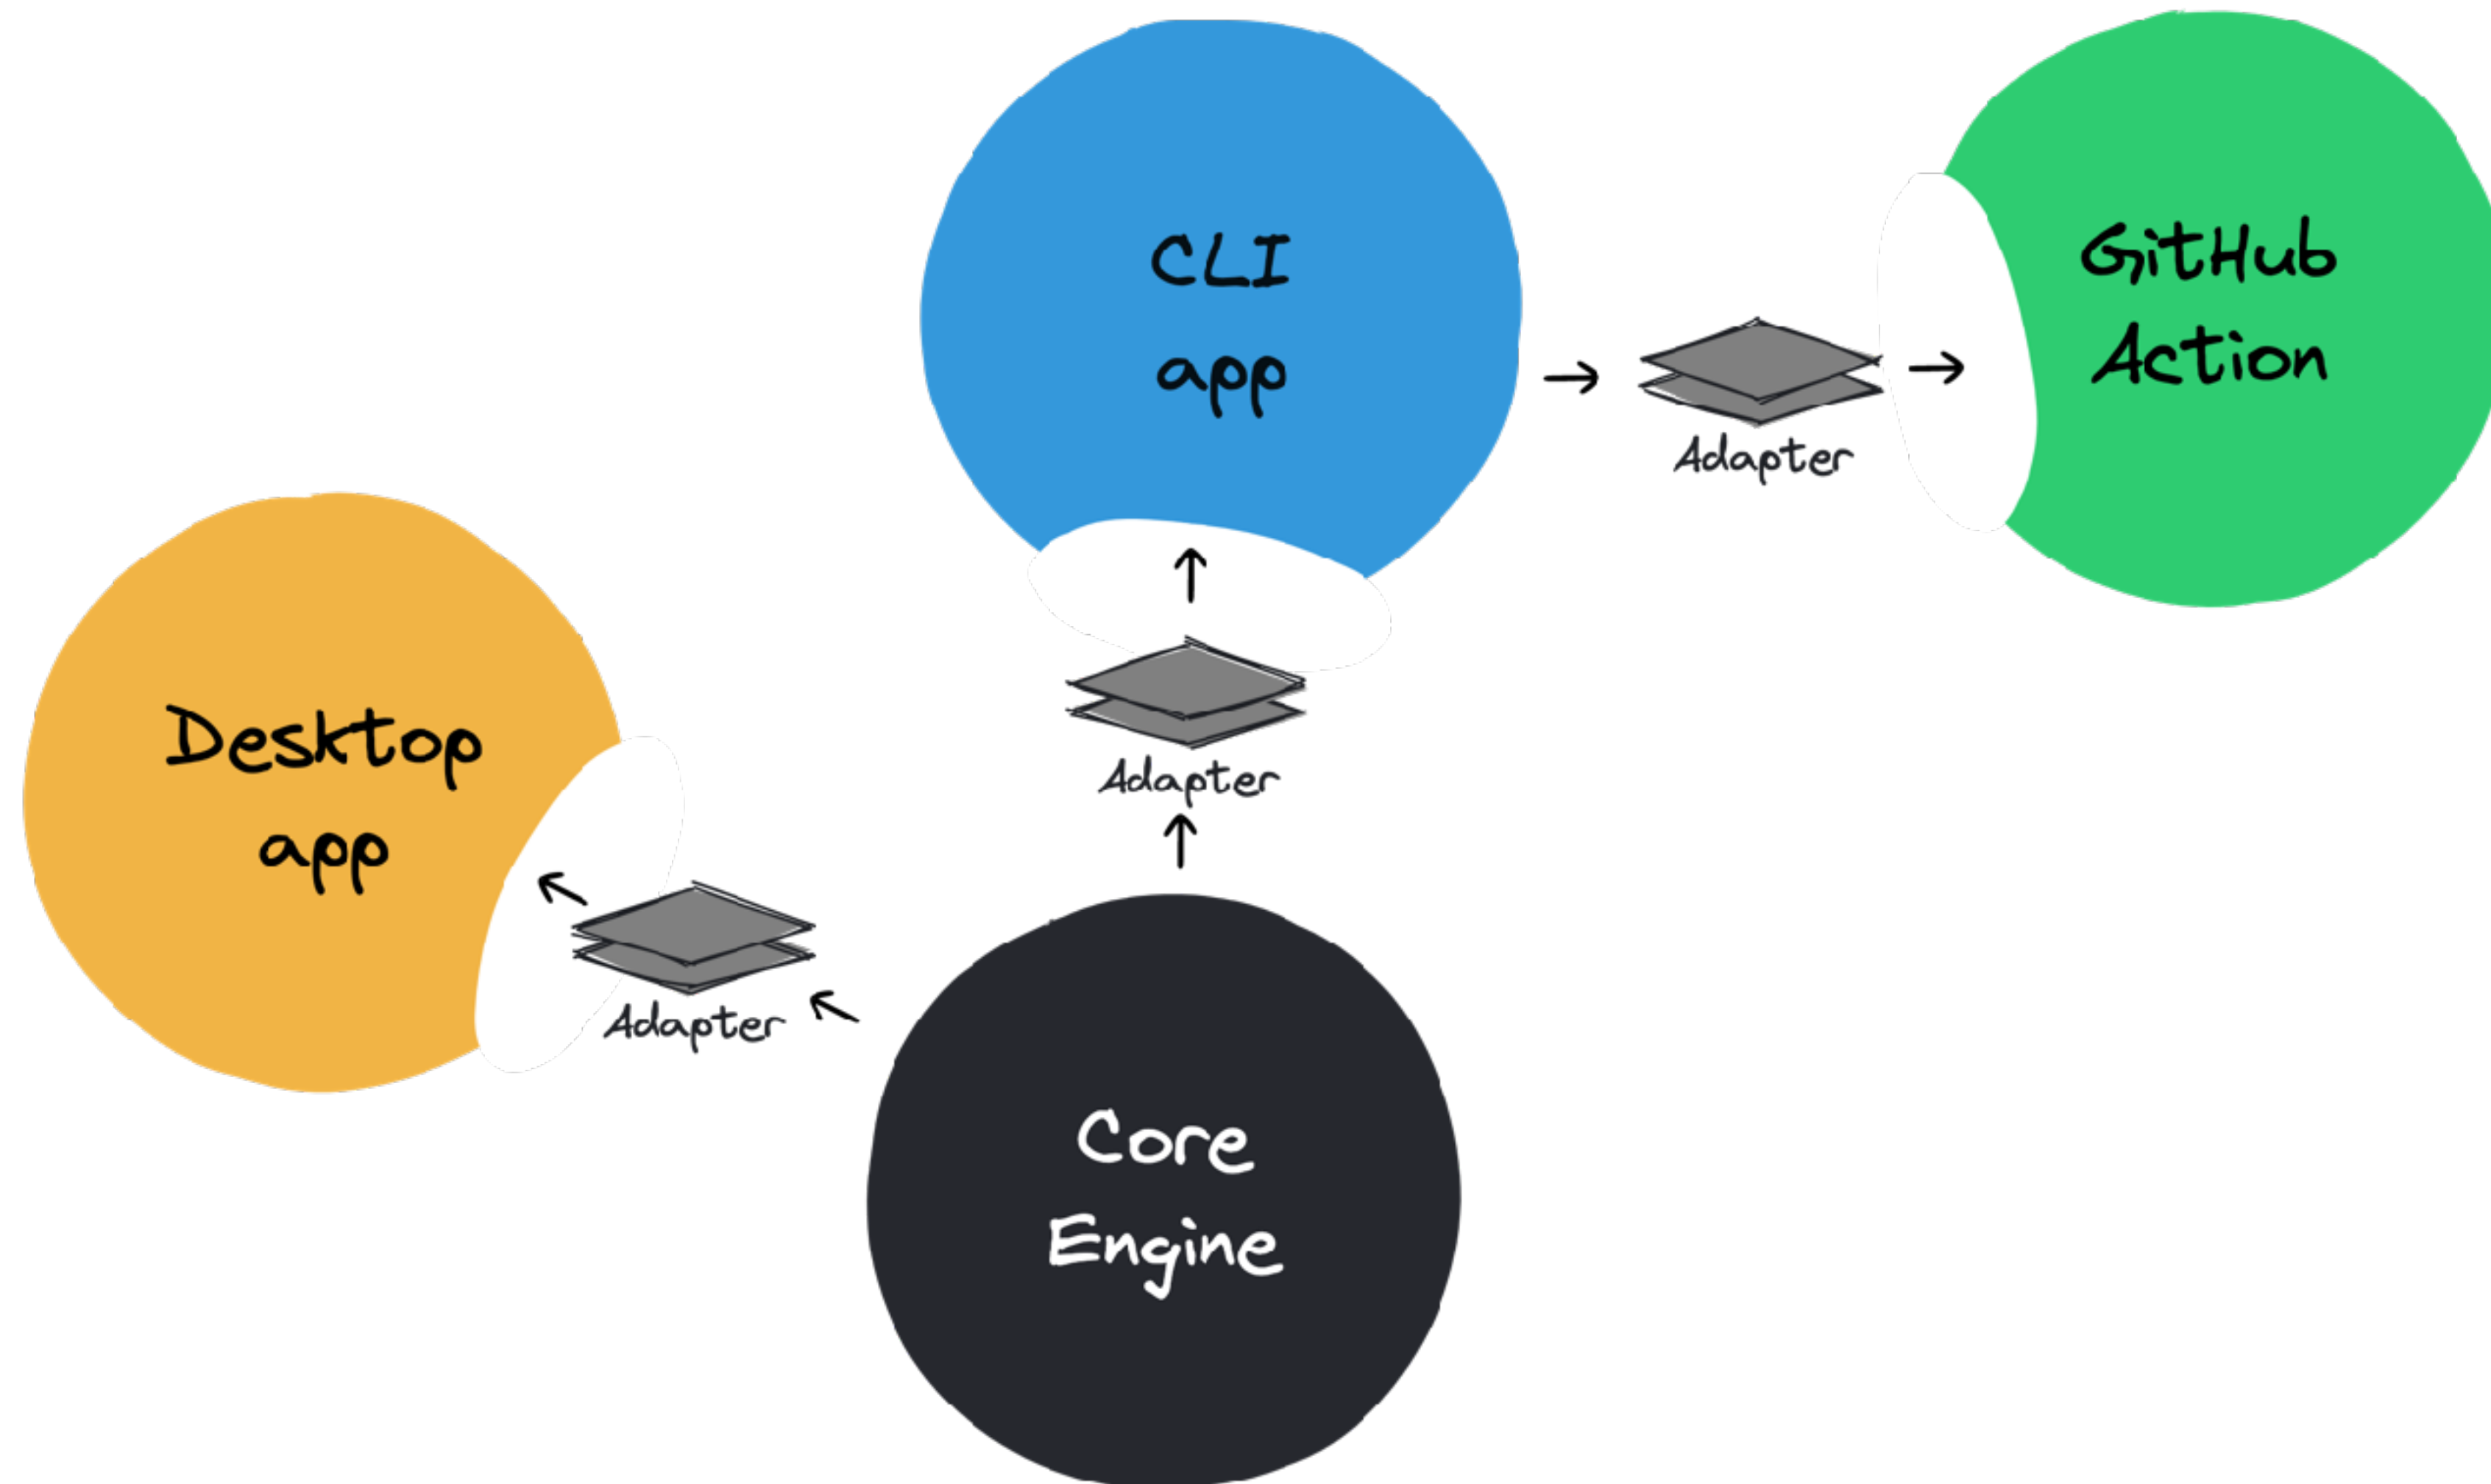 CLI
app
GitHub
Action
Adapter
Desktop
app
Adapter
Adapter
Core
Engine